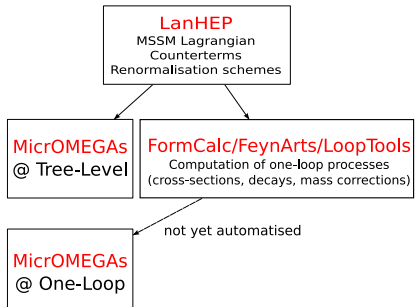 LanHEP
MSSM Lagrangian
Counterterms
Renormalisation schemes
MicrOMEGAs
@ Tree-Level
FormCalc/FeynArts/LoopTools
Computation of one-loop processes
(cross-sections, decays, mass corrections)
not yet automatised
MicrOMEGAs
@ One-Loop